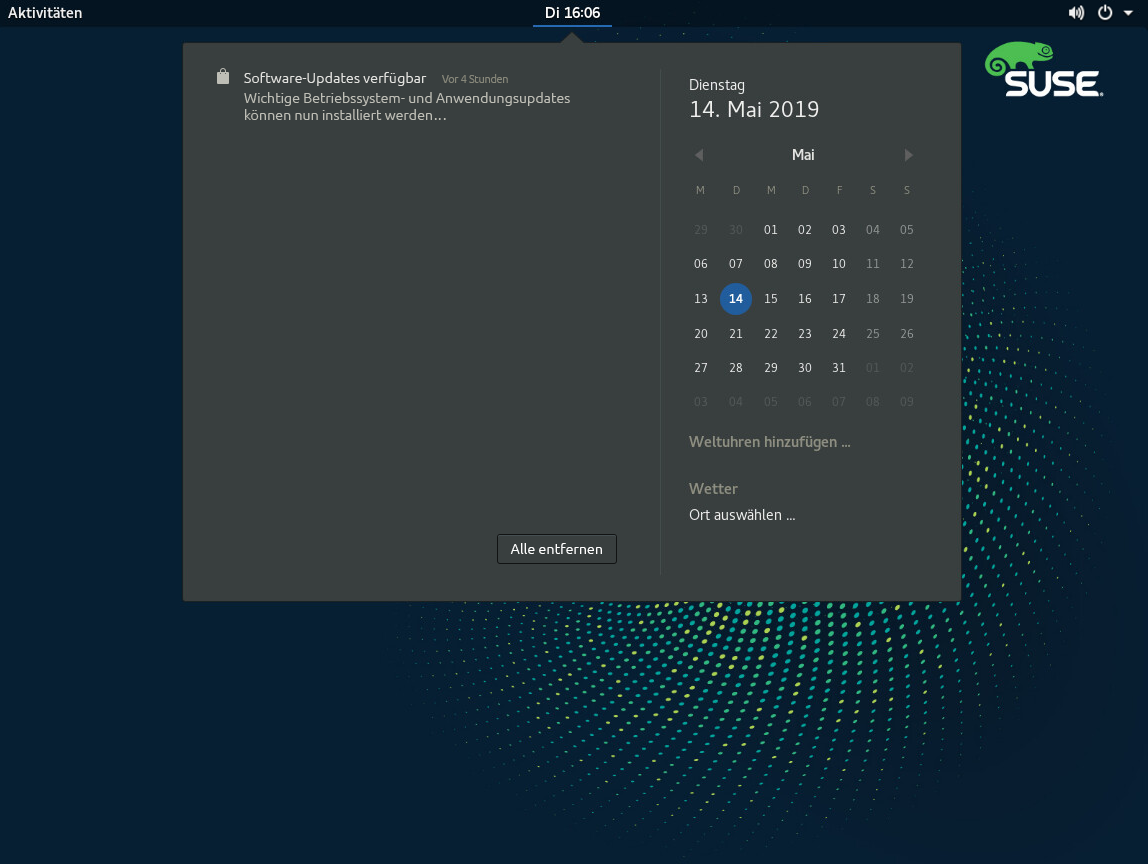 Aktivitäten
Di 16:06
Software-Updates verfügbar Vor 4 Stunden
Wichtige Betriebssystem- und Anwendungsupdates
können nun installiert werden…
Alle entfernen
Dienstag
14. Mai 2019
Mai
M D M D F S S
29 30 01 02 03 04 05
06 07 08 09 10 11 12
13 14 15 16 17 18 19
20 21 22 23 24 25 26
27 28 29 30 31 01 02
03 04 05 06 07 08 09
Weltuhren hinzufügen …
Wetter
Ort auswählen …
SUSE